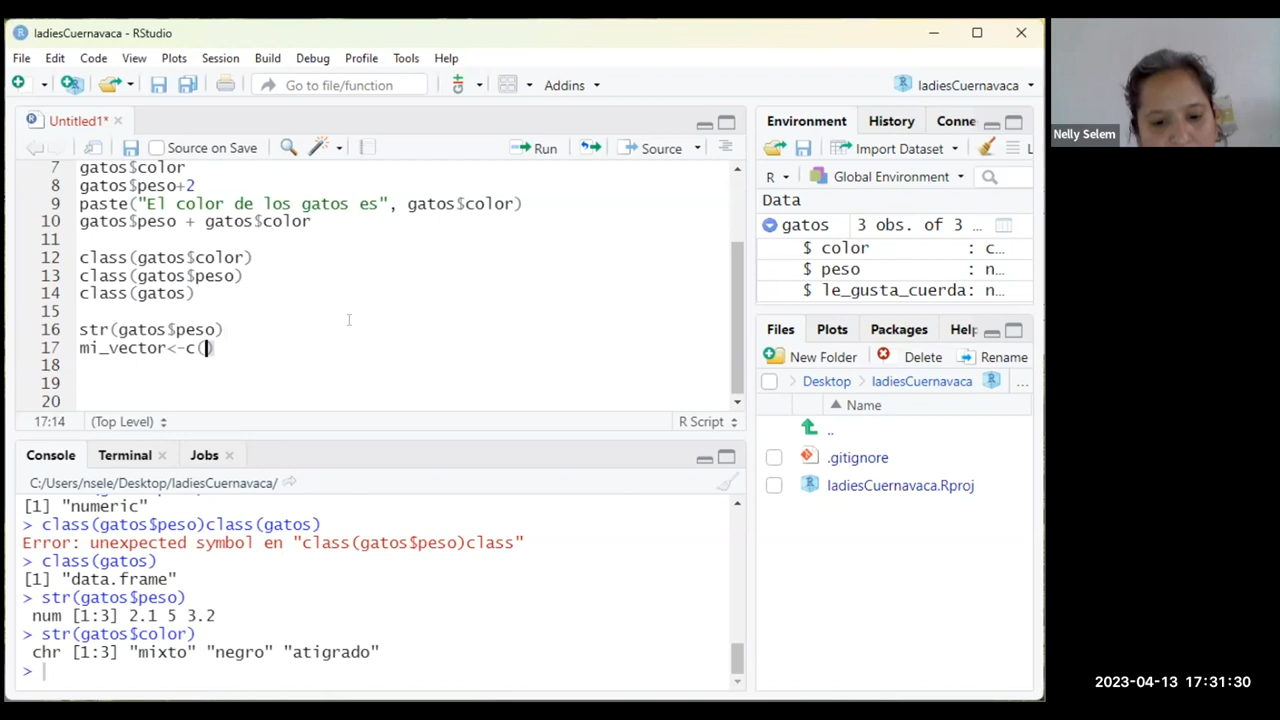 ladiesCuernavaca - RStudio
File Edit Code View Plots Session Build Debug Profile Tools Help
Go to file/function
Addins
ladiesCuernavaca
Untitled1*
Source on Save
Run
Source
7 gatos$color
8 gatos$peso+2
9 paste("El color de los gatos es", gatos$color)
10 gatos$peso + gatos$color
11
12 class(gatos$color)
13 class(gatos$peso)
14 class(gatos)
15
16 str(gatos$peso)
17 mi_vector<-c()
18
19
20
17:14 (Top Level) R Script
Console Terminal Jobs
C:/Users/nsele/Desktop/ladiesCuernavaca/
[1] "numeric"
> class(gatos$peso)class(gatos)
Error: unexpected symbol en "class(gatos$peso)class"
> class(gatos)
[1] "data.frame"
> str(gatos$peso)
num [1:3] 2.1 5 3.2
> str(gatos$color)
chr [1:3] "mixto" "negro" "atigrado"
>
Environment History Conne
Import Dataset
R Global Environment
Data
gatos 3 obs. of 3 ...
$ color : c…
$ peso : n…
$ le_gusta_cuerda: n…
Files Plots Packages Help
New Folder Delete Rename
Desktop ladiesCuernavaca ...
Name
..
.gitignore
ladiesCuernavaca.Rproj
Nelly Selem
2023-04-13 17:31:30